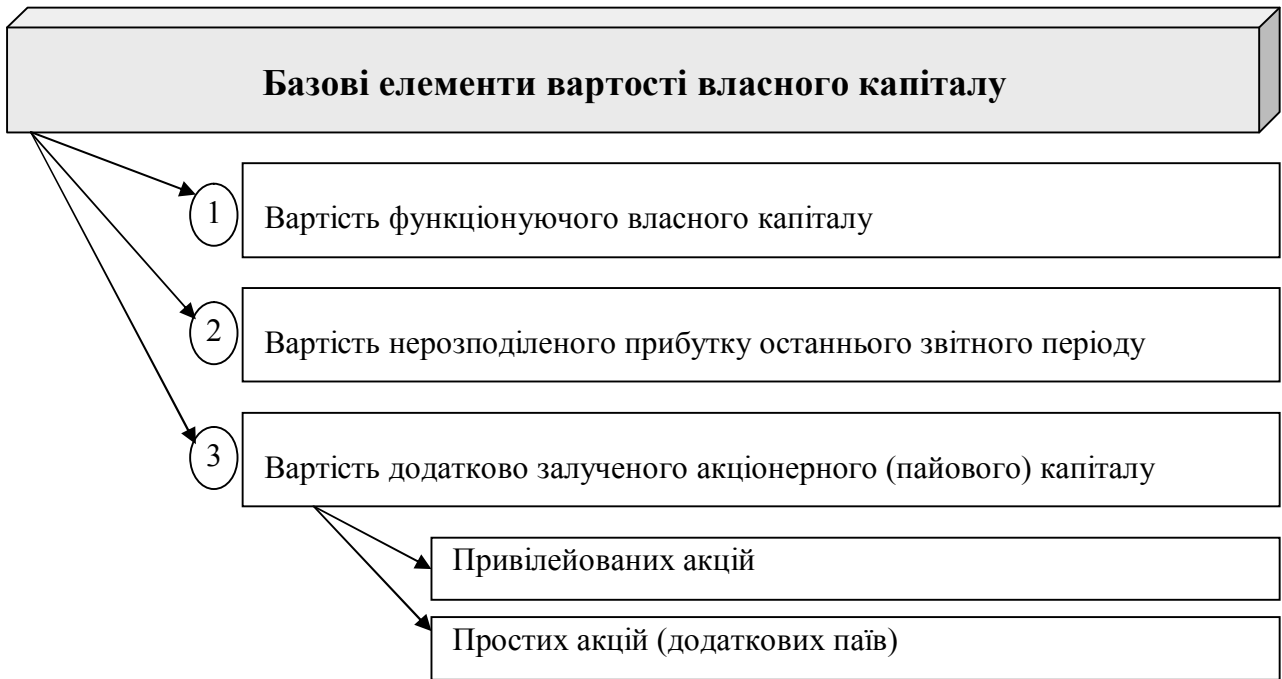 Базові елементи вартості власного капіталу
1
Вартість функціонуючого власного капіталу
2
Вартість нерозподіленого прибутку останнього звітного періоду
3
Вартість додатково залученого акціонерного (пайового) капіталу
Привілейованих акцій
Простих акцій (додаткових паїв)